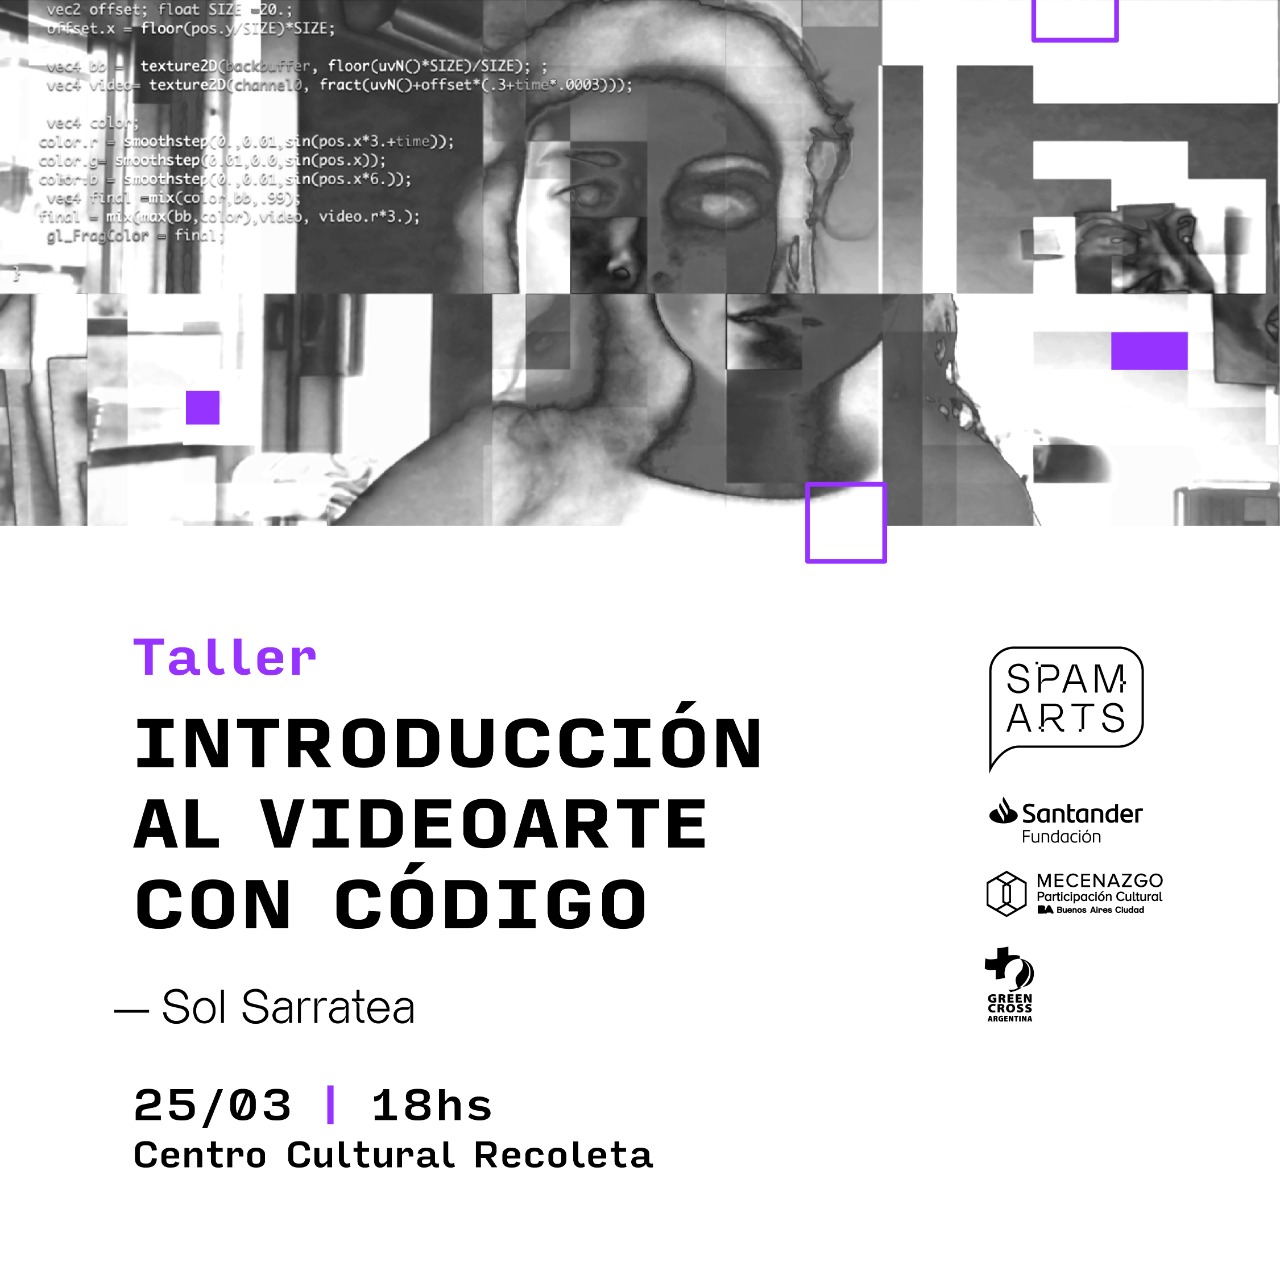 vec2 offset; float SIZE =20.;
offset.x = floor(pos.y/SIZE)*SIZE;
vec4 bb = texture2D(backbuffer, floor(uvN()*SIZE)/SIZE); ;
vec4 video= texture2D(channel0, fract(uvN()+offset*(.3+time*.0003)));
vec4 color;
color.r = smoothstep(0.,0.01,sin(pos.x*3.+time));
color.g= smoothstep(0.01,0.0,sin(pos.x));
color.b = smoothstep(0.,0.01,sin(pos.x*6.));
vec4 final =mix(color,bb,.99);
final = mix(max(bb,color),video, video.r*3.);
gl_FragColor = final;
}
Taller
INTRODUCCIÓN
AL VIDEOARTE
CON CÓDIGO
— Sol Sarratea
25/03 | 18hs
Centro Cultural Recoleta
SPAM
ARTS
Santander
Fundación
MECENAZGO
Participación Cultural
BA Buenos Aires Ciudad
GREEN
CROSS
ARGENTINA